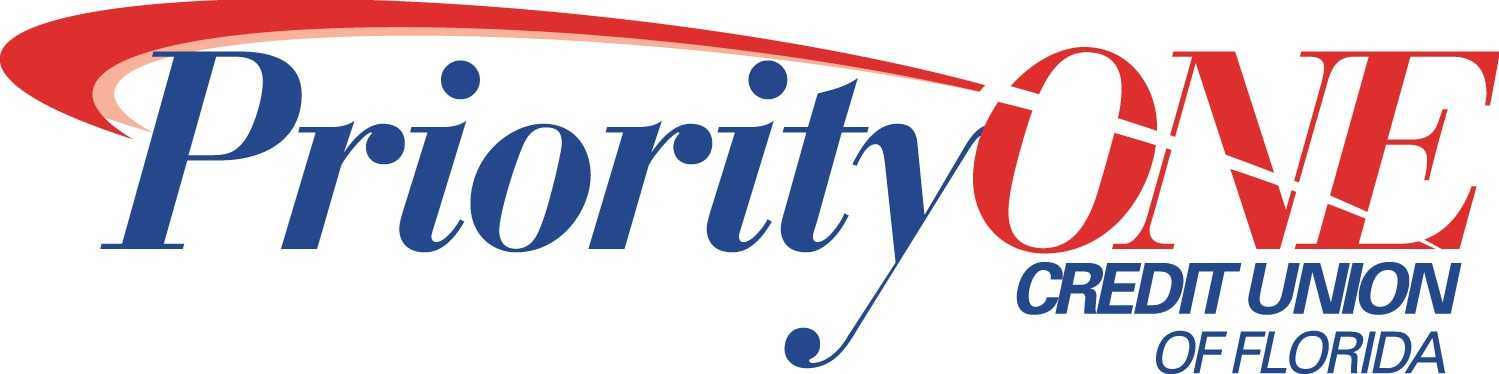 PriorityONE
CREDIT UNION
OF FLORIDA